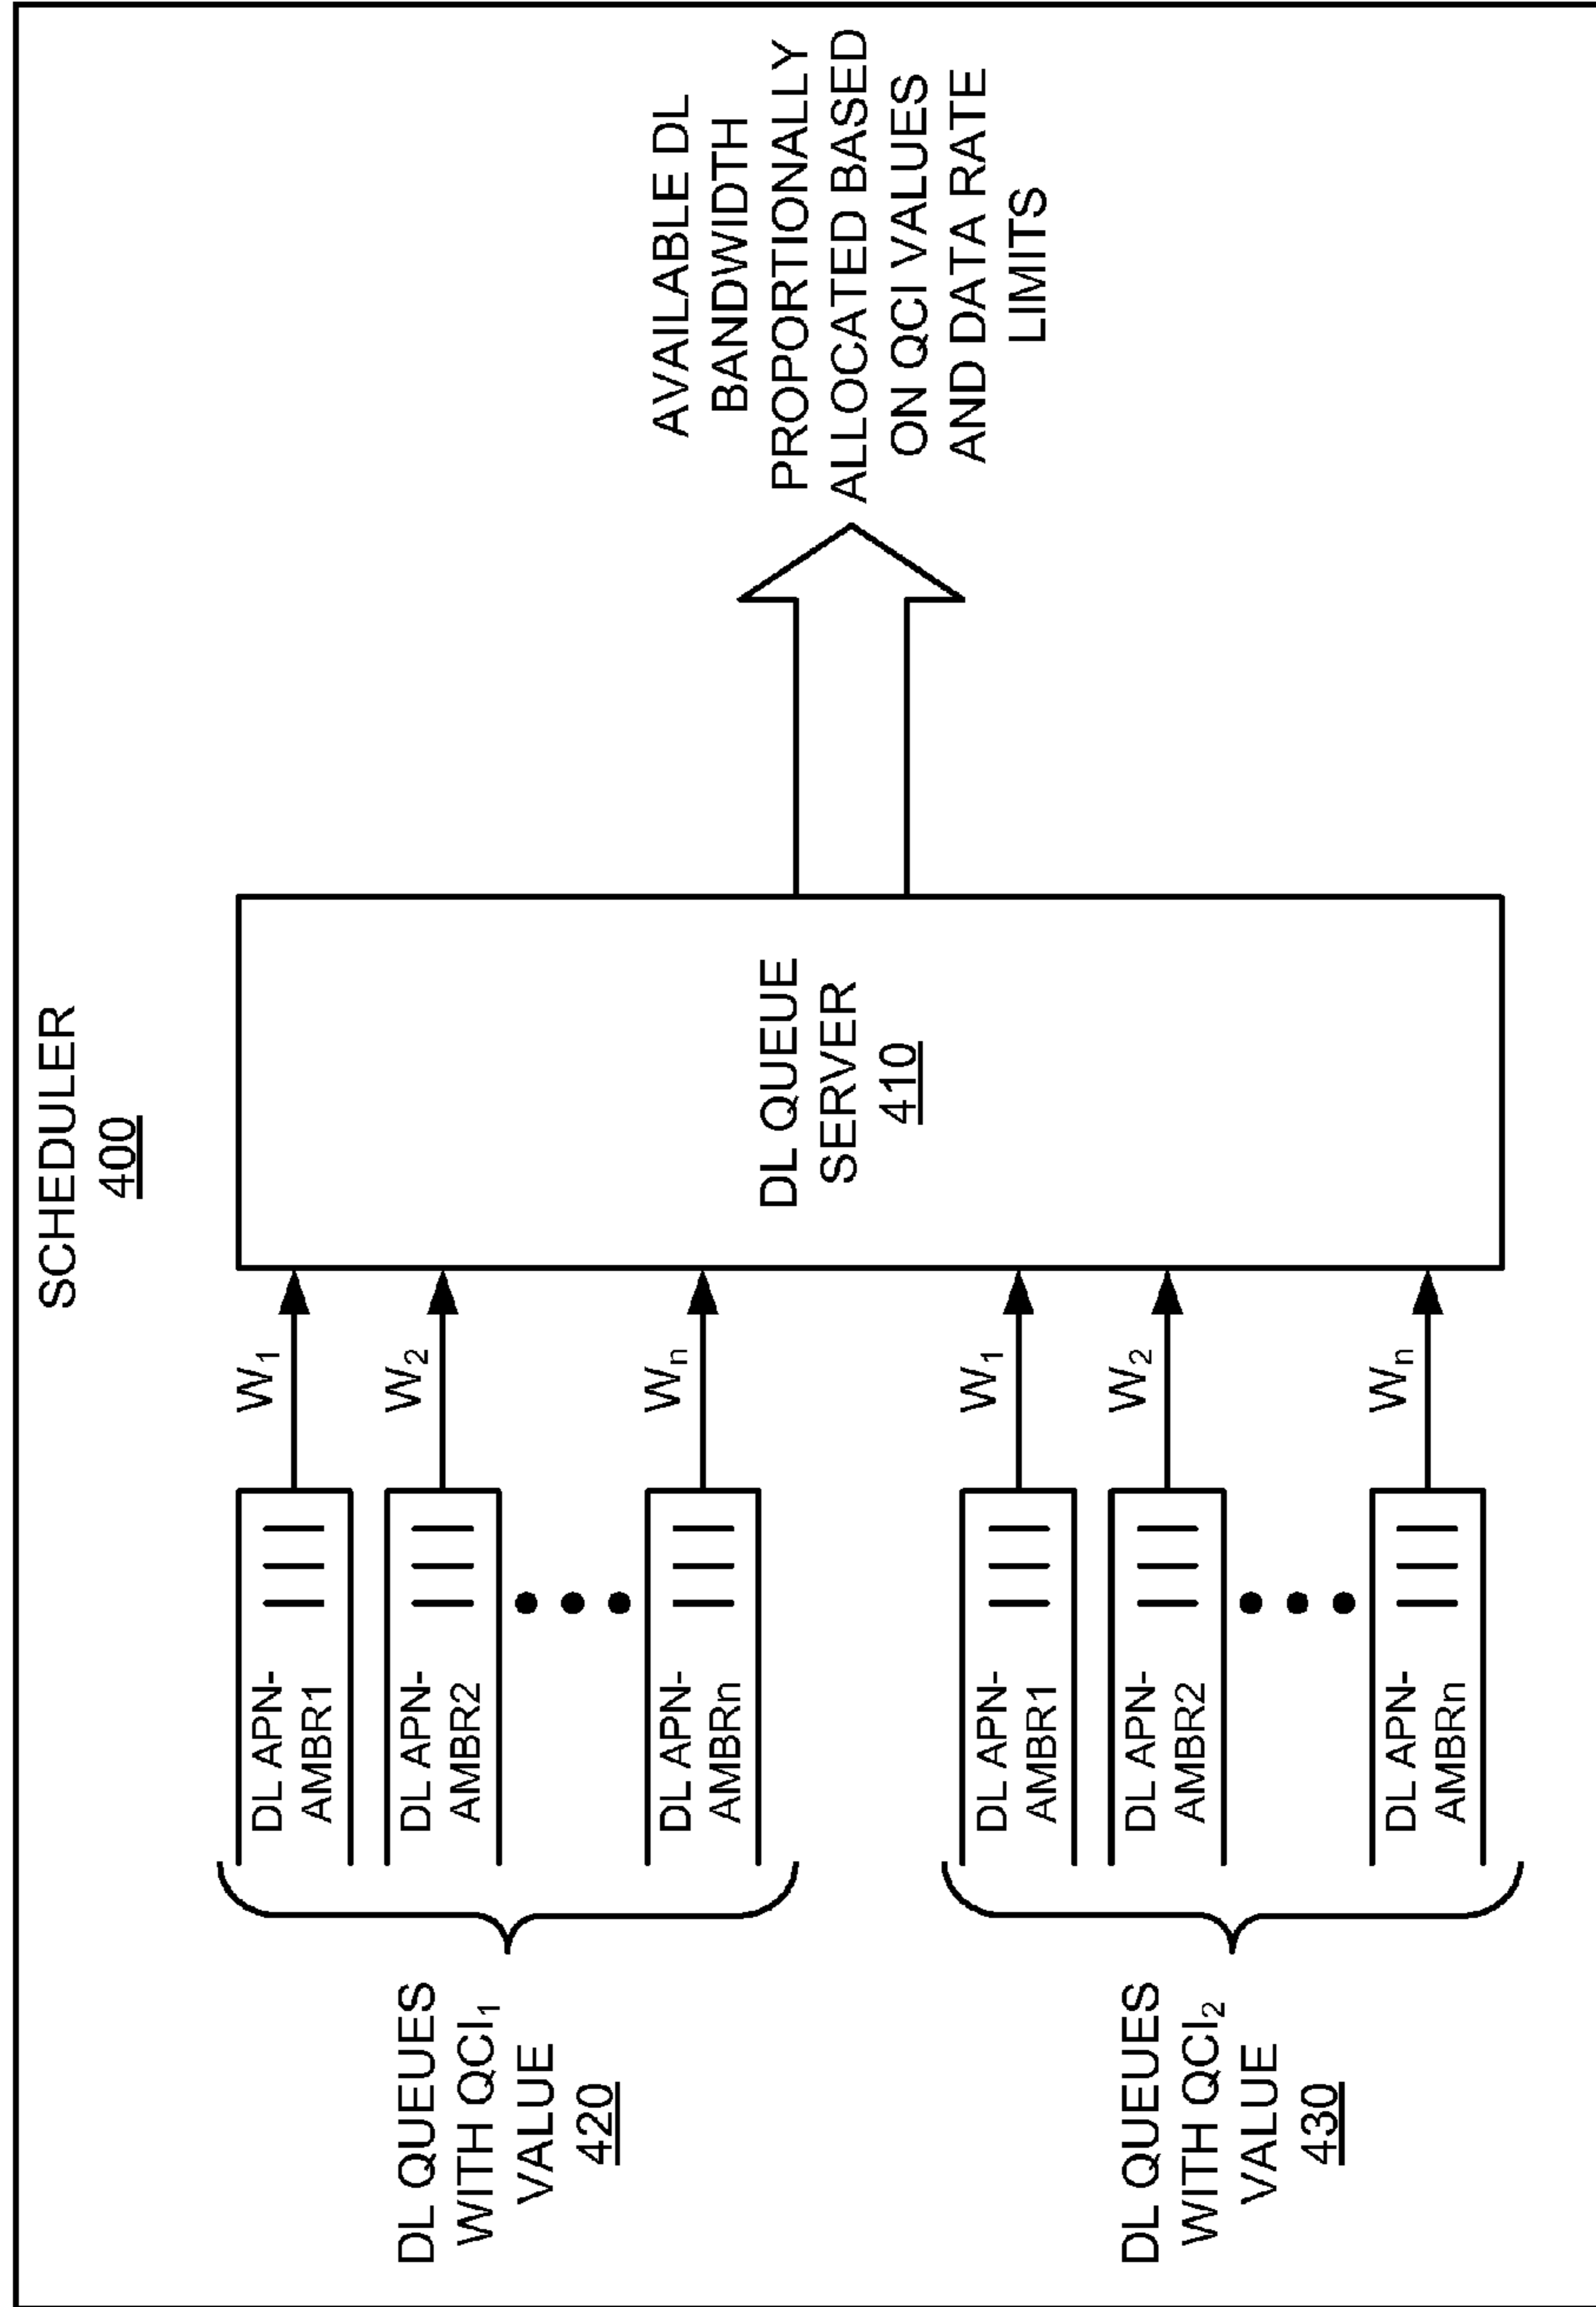 SCHEDULER
400
DL QUEUES
WITH QCI₁
VALUE
420
DL APN-
AMBR1
W₁
DL APN-
AMBR2
W₂
DL APN-
AMBRn
Wₙ
DL QUEUES
WITH QCI₂
VALUE
430
DL APN-
AMBR1
W₁
DL APN-
AMBR2
W₂
DL APN-
AMBRn
Wₙ
DL QUEUE
SERVER
410
AVAILABLE DL
BANDWIDTH
PROPORTIONALLY
ALLOCATED BASED
ON QCI VALUES
AND DATA RATE
LIMITS